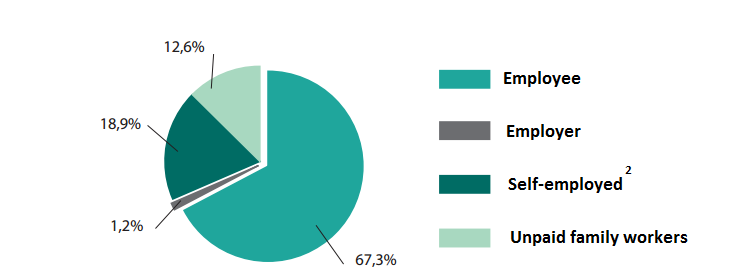 12,6%
18,9%
1,2%
67,3%
Employee
Employer
Self-employed²
Unpaid family workers